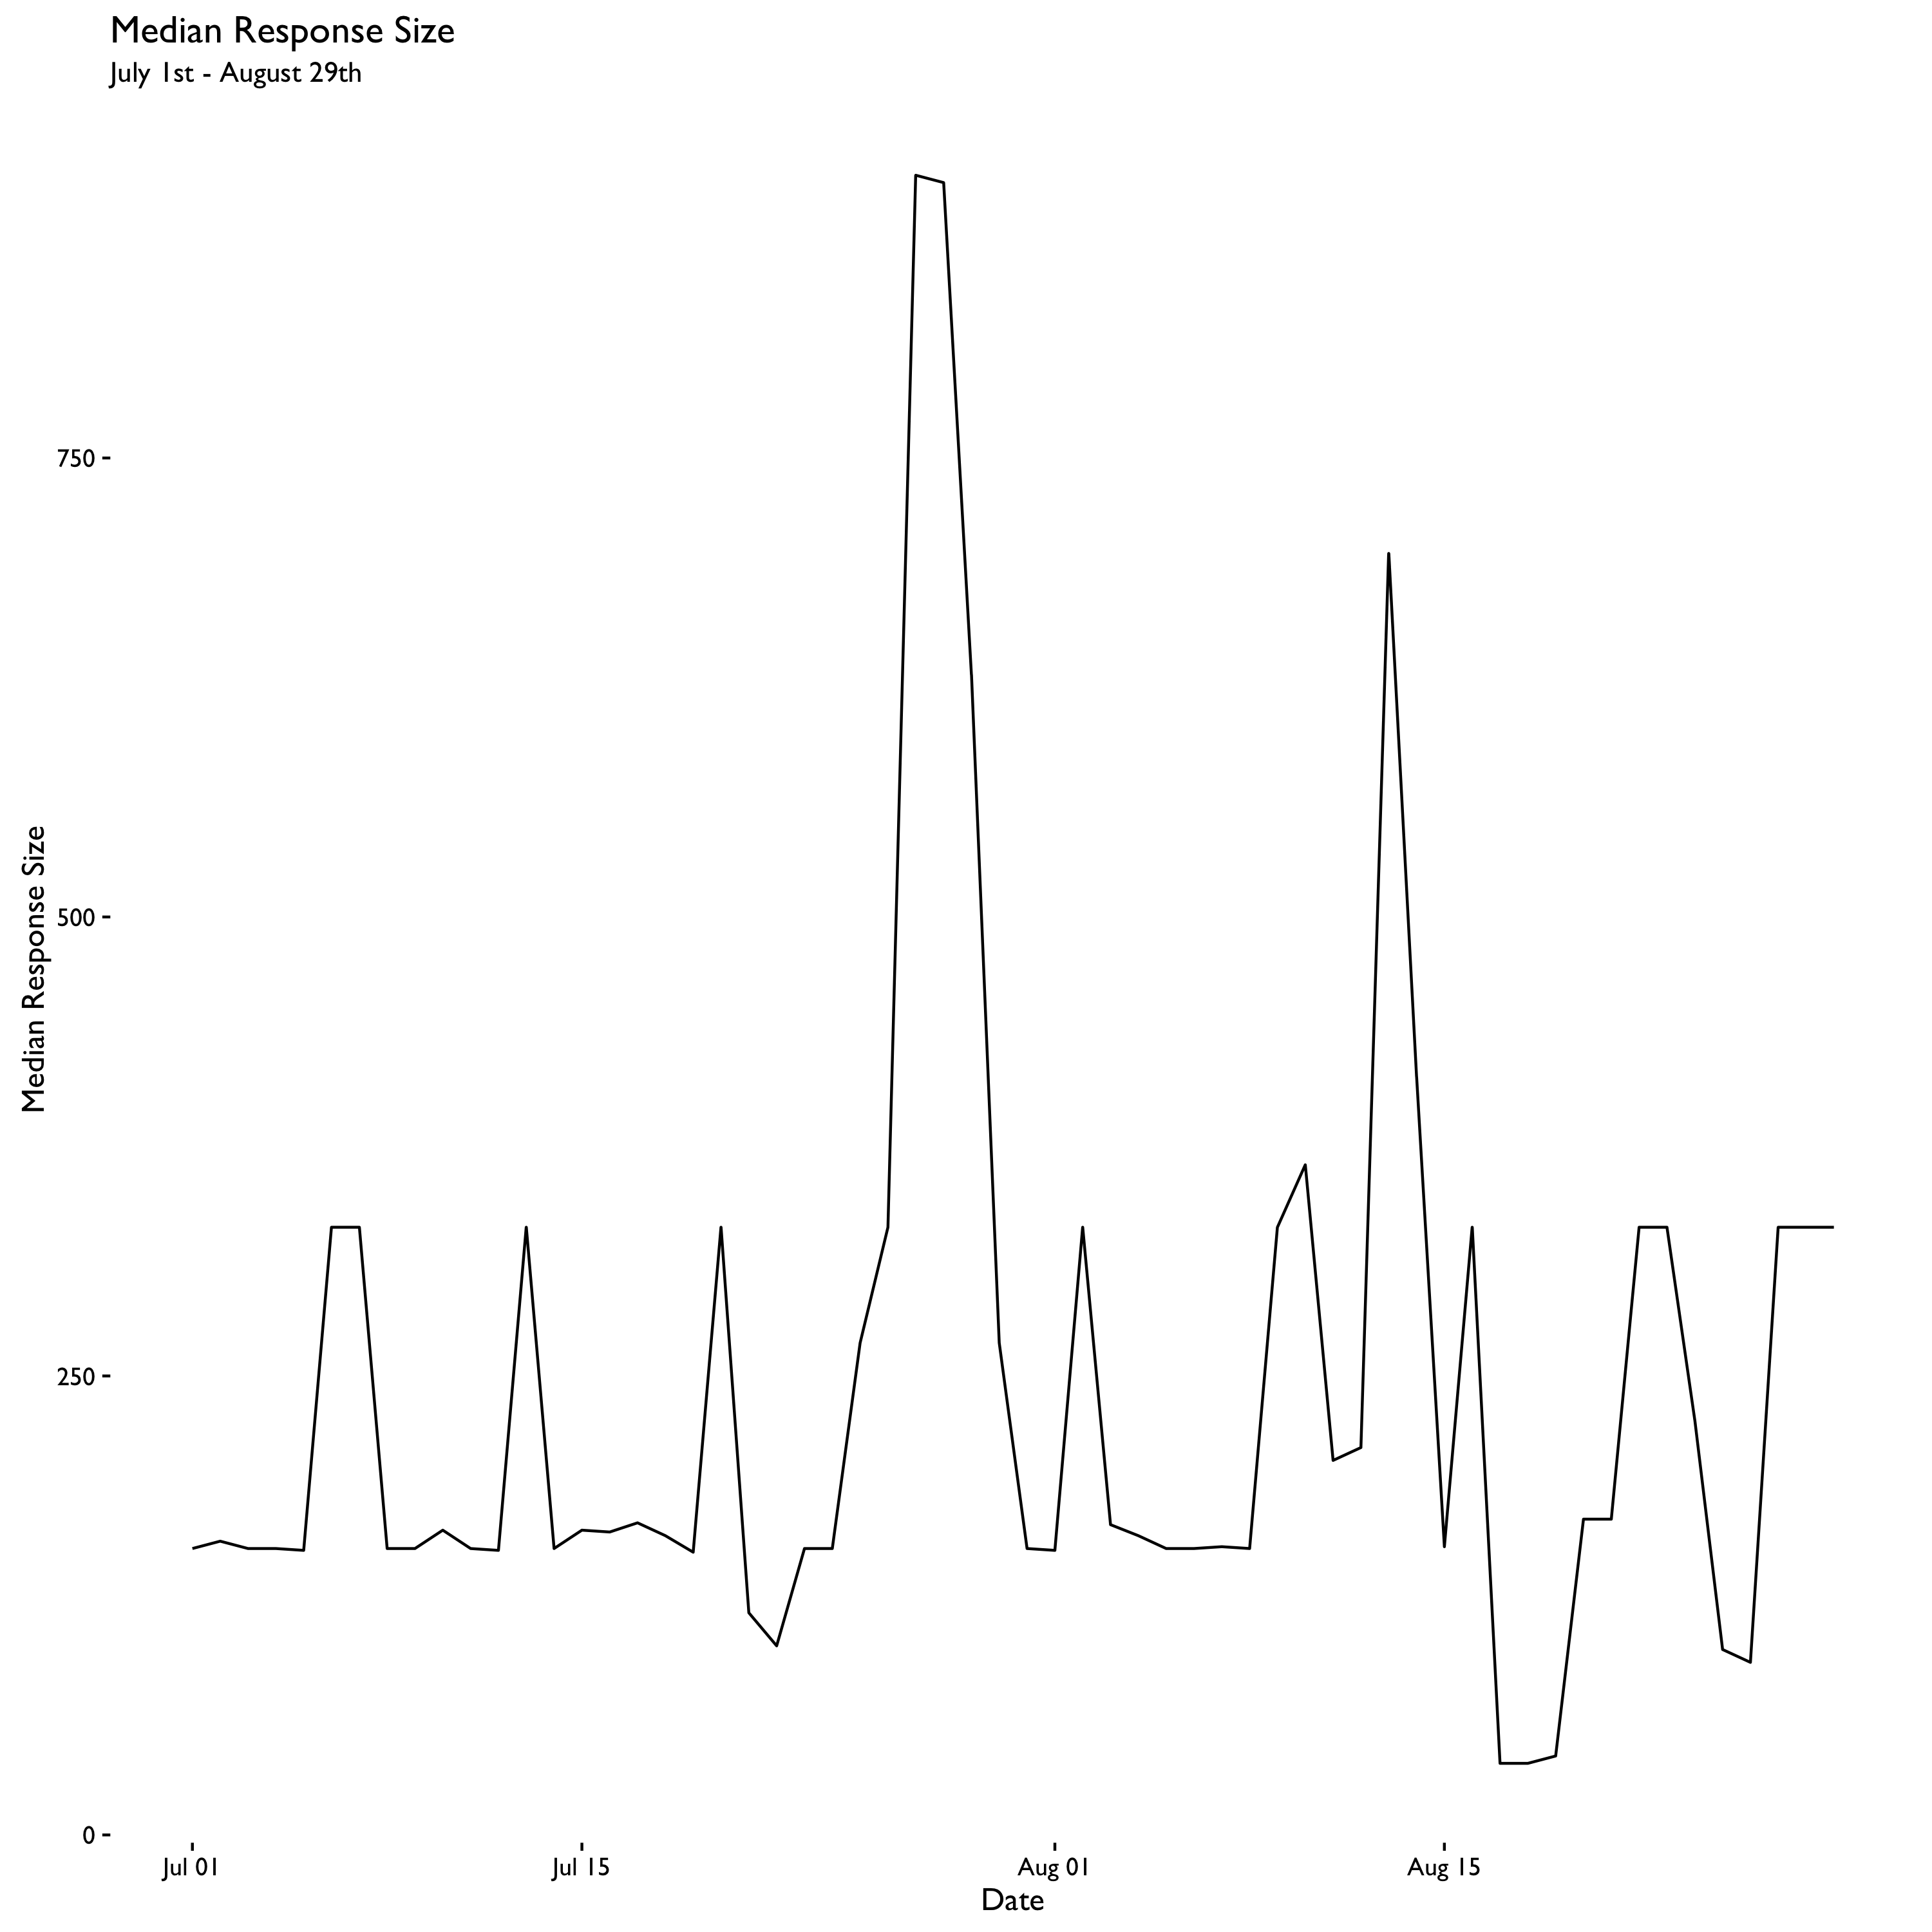 Median Response Size
July 1st - August 29th
Median Response Size
750
500
250
0
Jul 01
Jul 15
Aug 01
Aug 15
Date